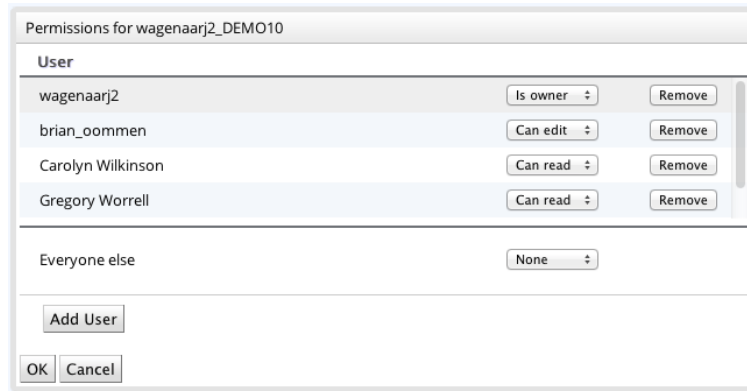 Permissions for wagenaarj2_DEMO10
User
wagenaarj2 Is owner Remove
brian_oommen Can edit Remove
Carolyn Wilkinson Can read Remove
Gregory Worrell Can read Remove
Everyone else None
Add User
OK Cancel